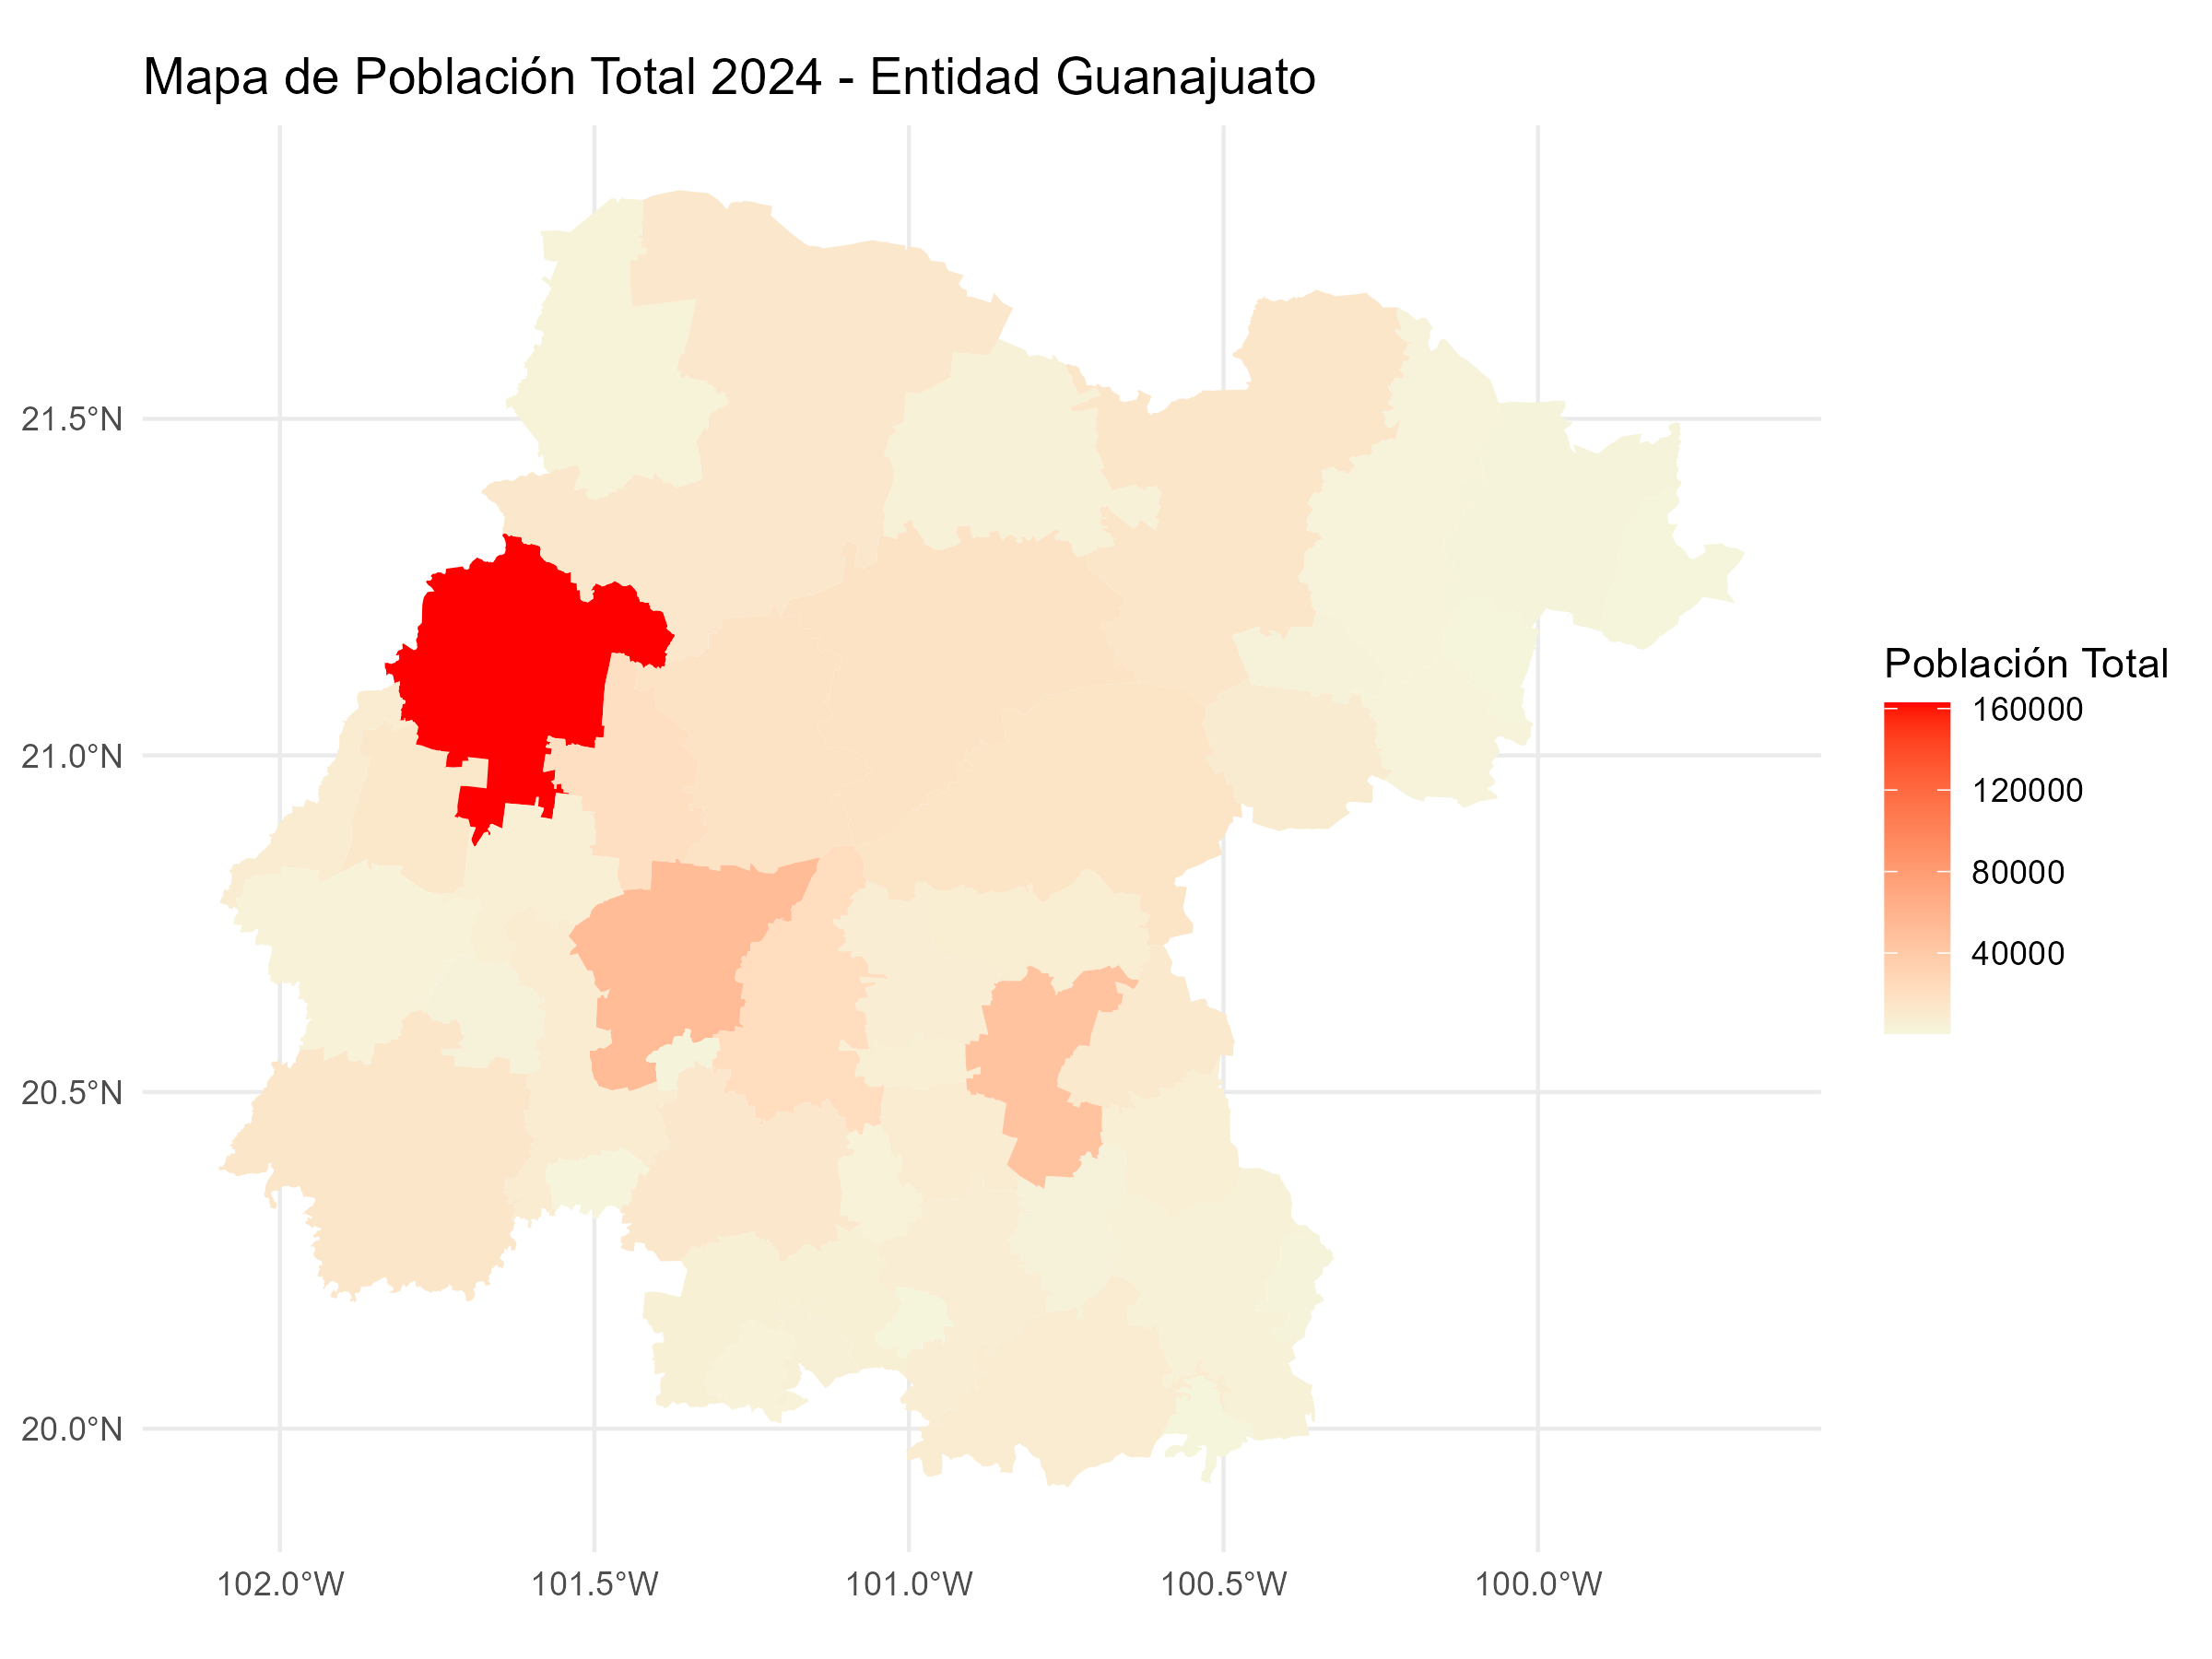 Mapa de Población Total 2024 - Entidad Guanajuato
21.5°N
21.0°N
20.5°N
20.0°N
102.0°W
101.5°W
101.0°W
100.5°W
100.0°W
Población Total
160000
120000
80000
40000